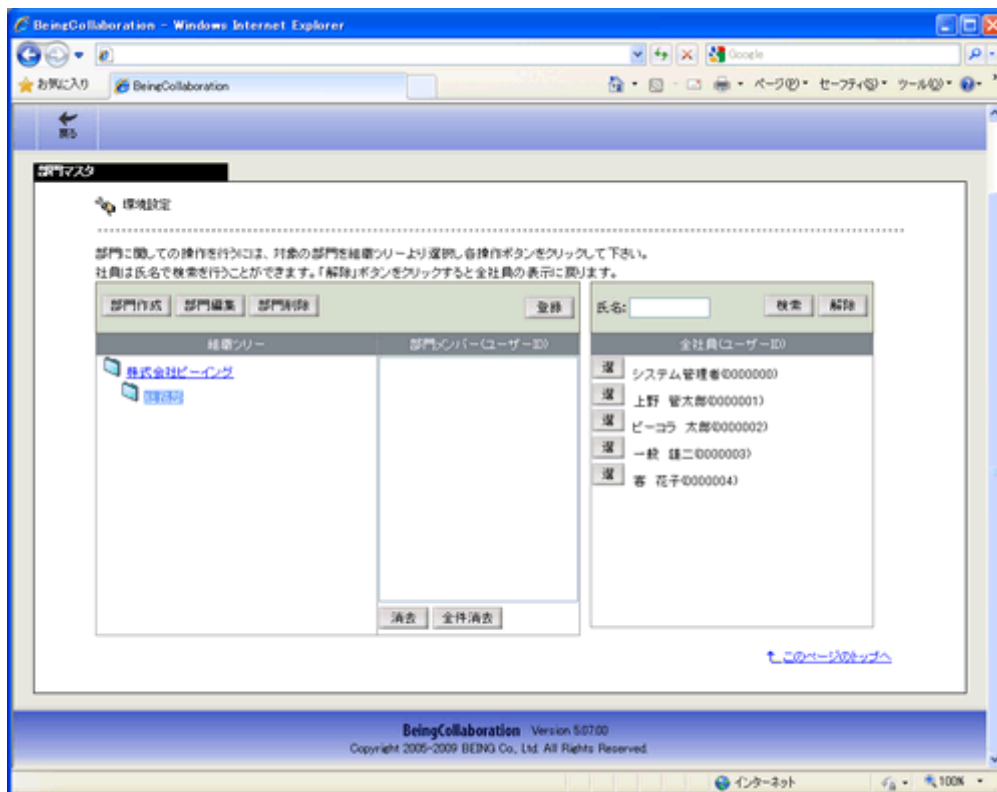 BeingCollaboration - Windows Internet Explorer
Google
お気に入り
BeingCollaboration
ページ(P)
セーフティ(S)
ツール(O)
戻る
部門マスタ
環境設定
部門に関しての操作を行うには、対象の部門を組織ツリーより選択し各操作ボタンをクリックして下さい。
社員は氏名で検索を行うことができます。「解除」ボタンをクリックすると全社員の表示に戻ります。
部門作成 部門編集 部門削除 登録
氏名: 検索 解除
組織ツリー
部門メンバー(ユーザーID)
全社員(ユーザーID)
株式会社ビーイング
選 システム管理者(0000000)
選 上野 管太郎(0000001)
選 ビーコラ 太郎(0000002)
選 一般 雄二(0000003)
選 客 花子(0000004)
消去 全件消去
このページのトップへ
BeingCollaboration Version 5.07.00
Copyright 2005-2009 BEING Co., Ltd. All Rights Reserved.
インターネット
100%